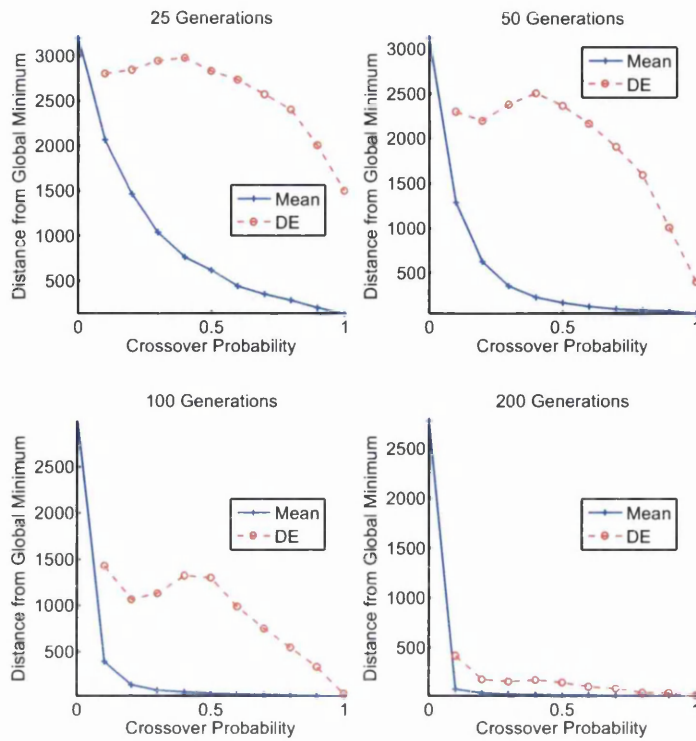 25 Generations
Distance from Global Minimum
3000
2500
2000
1500
1000
500
Mean
DE
0
0.5
1
Crossover Probability
50 Generations
Distance from Global Minimum
3000
2500
2000
1500
1000
500
Mean
DE
0
0.5
1
Crossover Probability
100 Generations
Distance from Global Minimum
2500
2000
1500
1000
500
Mean
DE
0
0.5
1
Crossover Probability
200 Generations
Distance from Global Minimum
2500
2000
1500
1000
500
Mean
DE
0
0.5
1
Crossover Probability